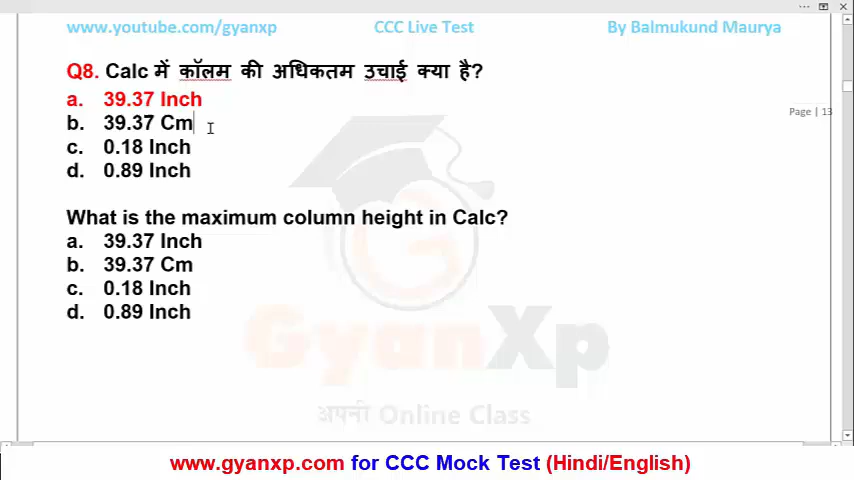 www.youtube.com/gyanxp CCC Live Test By Balmukund Maurya
Q8. Calc में कॉलम की अधिकतम उचाई क्या है?
a. 39.37 Inch
b. 39.37 Cm
Page | 13
c. 0.18 Inch
d. 0.89 Inch
What is the maximum column height in Calc?
a. 39.37 Inch
b. 39.37 Cm
c. 0.18 Inch
d. 0.89 Inch
GyanXp
अपनी Online Class
www.gyanxp.com for CCC Mock Test (Hindi/English)